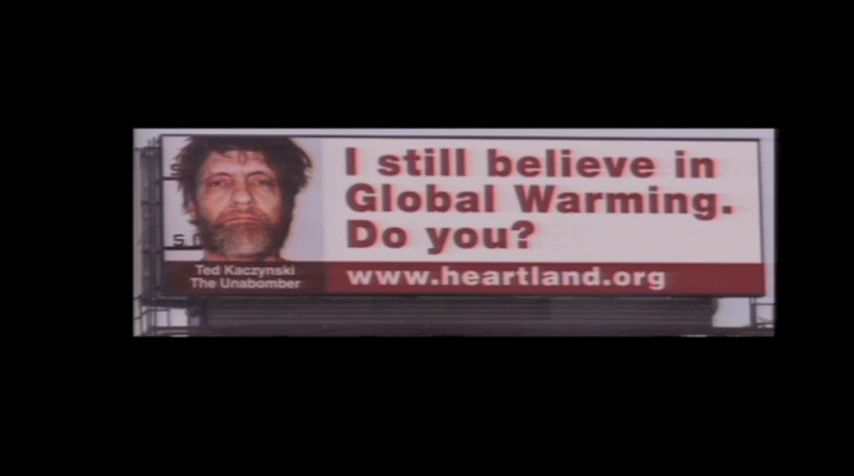 I still believe in
Global Warming.
Do you?
Ted Kaczynski
The Unabomber
www.heartland.org